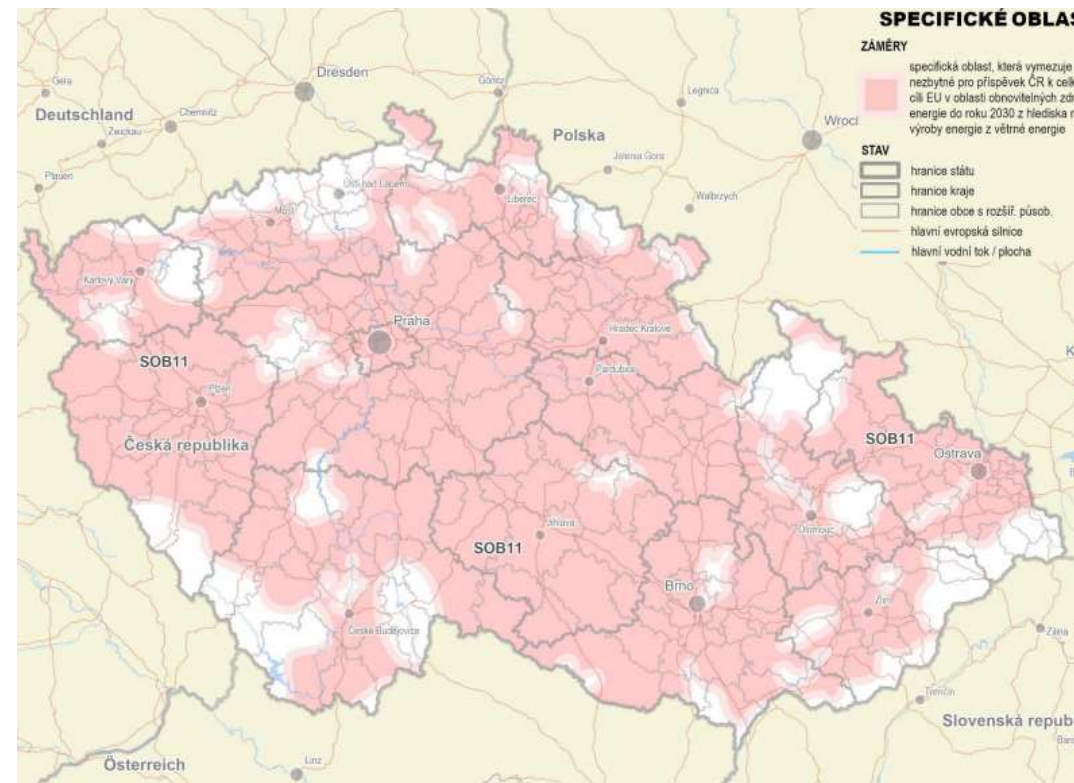 SPECIFICKÉ OBLAS
ZÁMĚRY
specifická oblast, která vymezuje
nezbytné pro příspěvek ČR k celk
cíli EU v oblasti obnovitelných zdr
energie do roku 2030 z hlediska r
výroby energie z větrné energie
STAV
hranice státu
hranice kraje
hranice obce s rozšíř. působ.
hlavní evropská silnice
hlavní vodní tok / plocha
Dresden
Gera
Görlitz
Legnica
Deutschland
Chemnitz
Zwickau
Wrocl
Polska
Jelenia Gora
Plauen
Walbrzych
Ústí nad Labem
Liberec
Most
Karlovy Vary
Praha
Hradec Králové
K
SOB11
Pardubice
Plzeň
Česká republika
SOB11
Ostrava
Olomouc
Jihlava
SOB11
Brno
Zlín
České Budějovice
Žilina
Trenčín
Slovenská repub
Österreich
Linz
Ban